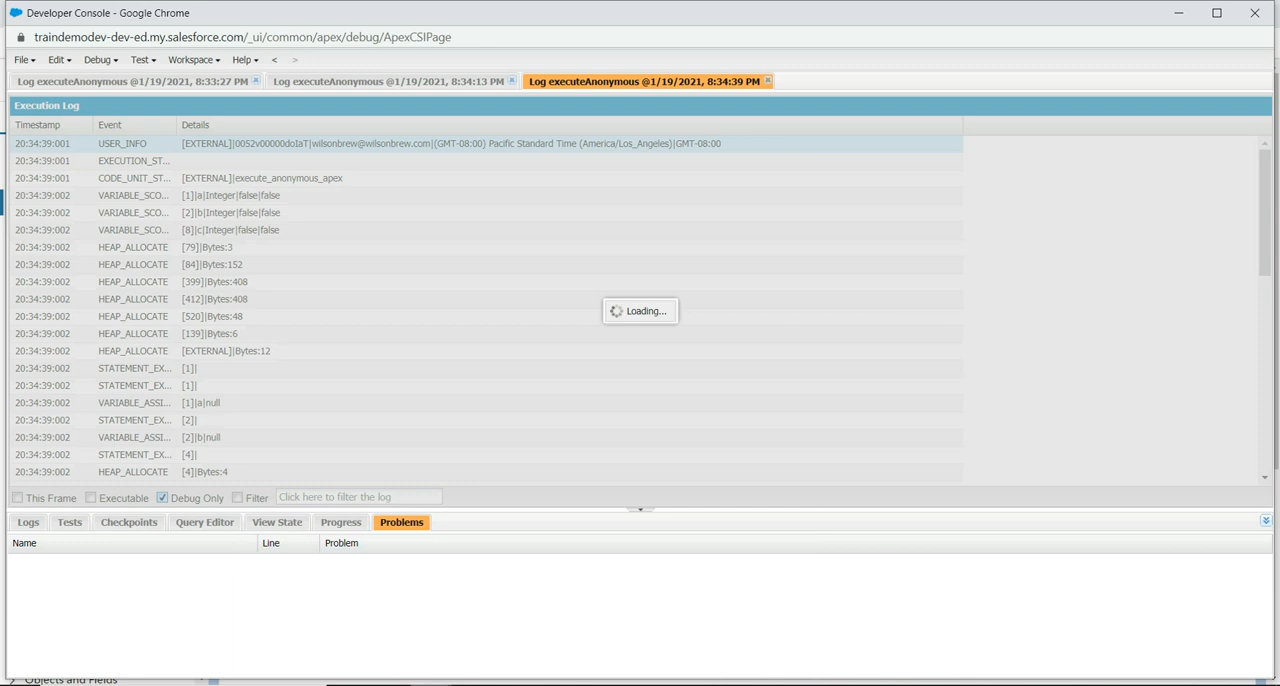 Developer Console - Google Chrome
traindemodev-dev-ed.my.salesforce.com/_ui/common/apex/debug/ApexCSIPage
File Edit Debug Test Workspace Help < >
Log executeAnonymous @1/19/2021, 8:33:27 PM Log executeAnonymous @1/19/2021, 8:34:13 PM Log executeAnonymous @1/19/2021, 8:34:39 PM
Execution Log
Timestamp Event Details
20:34:39:001 USER_INFO [EXTERNAL]|0052v00000doIaT|wilsonbrew@wilsonbrew.com|(GMT-08:00) Pacific Standard Time (America/Los_Angeles)|GMT-08:00
20:34:39:001 EXECUTION_ST...
20:34:39:001 CODE_UNIT_ST... [EXTERNAL]|execute_anonymous_apex
20:34:39:002 VARIABLE_SCO... [1]|a|Integer|false|false
20:34:39:002 VARIABLE_SCO... [2]|b|Integer|false|false
20:34:39:002 VARIABLE_SCO... [8]|c|Integer|false|false
20:34:39:002 HEAP_ALLOCATE [79]|Bytes:3
20:34:39:002 HEAP_ALLOCATE [84]|Bytes:152
20:34:39:002 HEAP_ALLOCATE [399]|Bytes:408
20:34:39:002 HEAP_ALLOCATE [412]|Bytes:408
Loading...
20:34:39:002 HEAP_ALLOCATE [520]|Bytes:48
20:34:39:002 HEAP_ALLOCATE [139]|Bytes:6
20:34:39:002 HEAP_ALLOCATE [EXTERNAL]|Bytes:12
20:34:39:002 STATEMENT_EX... [1]|
20:34:39:002 STATEMENT_EX... [1]|
20:34:39:002 VARIABLE_ASSI... [1]|a|null
20:34:39:002 STATEMENT_EX... [2]|
20:34:39:002 VARIABLE_ASSI... [2]|b|null
20:34:39:002 STATEMENT_EX... [4]|
20:34:39:002 HEAP_ALLOCATE [4]|Bytes:4
This Frame Executable Debug Only Filter Click here to filter the log
Logs Tests Checkpoints Query Editor View State Progress Problems
Name Line Problem
Objects and Fields